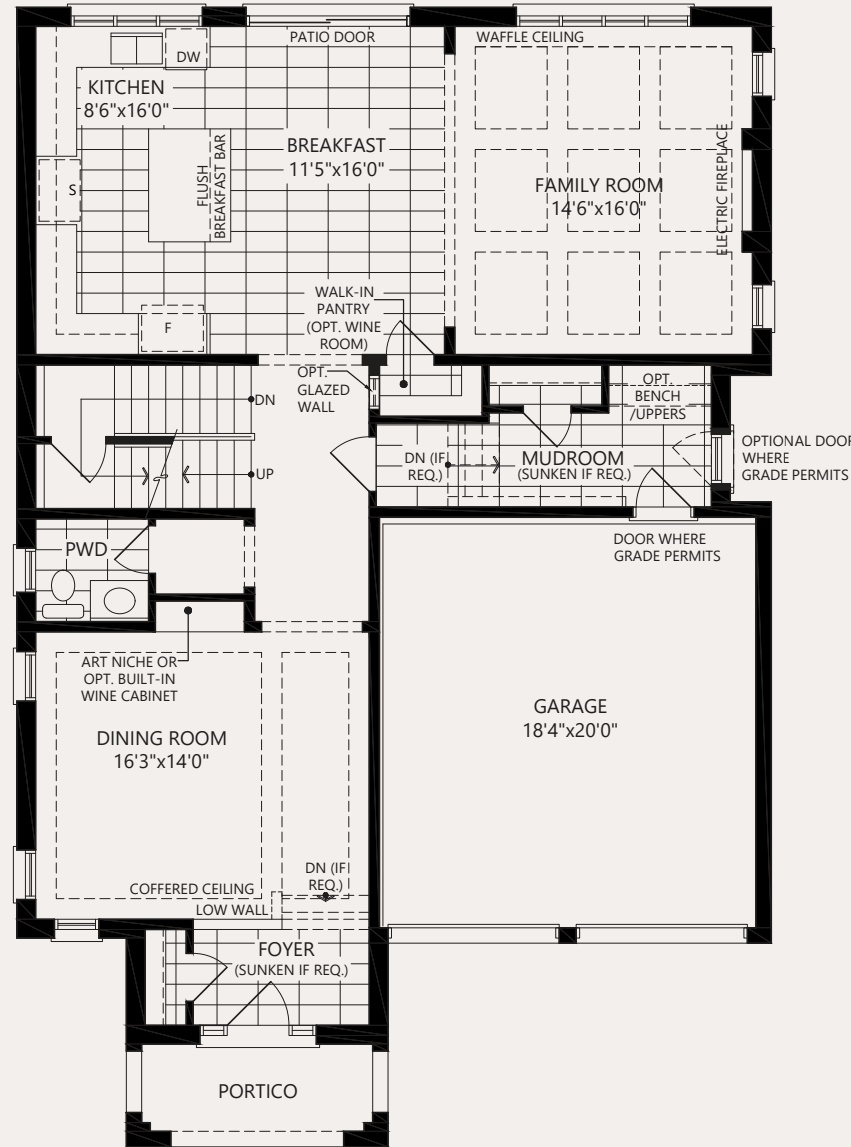 PATIO DOOR
WAFFLE CEILING
DW
KITCHEN
8'6"x16'0"
BREAKFAST
11'5"x16'0"
FLUSH
BREAKFAST BAR
S
FAMILY ROOM
14'6"x16'0"
ELECTRIC FIREPLACE
WALK-IN
PANTRY
(OPT. WINE
ROOM)
F
OPT.
GLAZED
WALL
OPT.
BENCH
/UPPERS
DN
UP
DN (IF
REQ.)
MUDROOM
(SUNKEN IF REQ.)
OPTIONAL DOOR
WHERE
GRADE PERMITS
DOOR WHERE
GRADE PERMITS
PWD
ART NICHE OR
OPT. BUILT-IN
WINE CABINET
DINING ROOM
16'3"x14'0"
GARAGE
18'4"x20'0"
DN (IF
REQ.)
COFFERED CEILING
LOW WALL
FOYER
(SUNKEN IF REQ.)
PORTICO